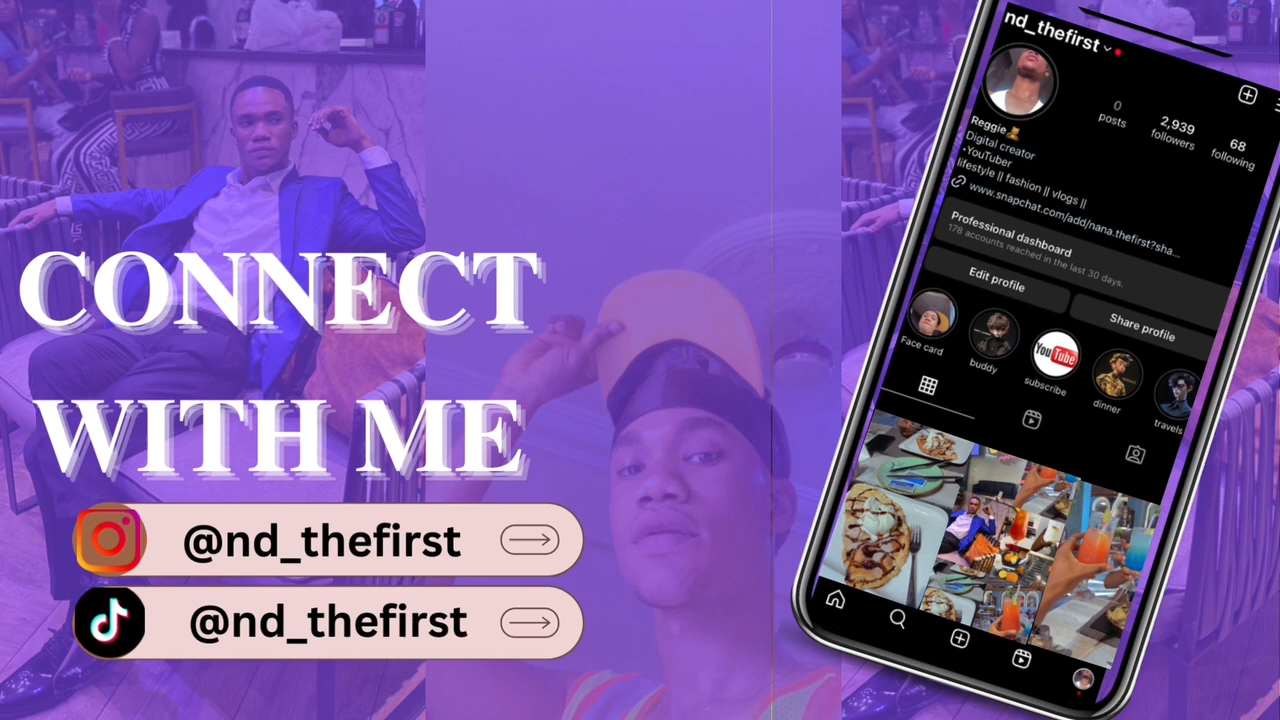 CONNECT
WITH ME
@nd_thefirst
@nd_thefirst
nd_thefirst
0
posts
2,939
followers
68
following
Reggie
Digital creator
•YouTuber
lifestyle || fashion || vlogs ||
www.snapchat.com/add/nana.thefirst?sha...
Professional dashboard
178 accounts reached in the last 30 days.
Edit profile
Share profile
You Tube
Face card
buddy
subscribe
dinner
travels